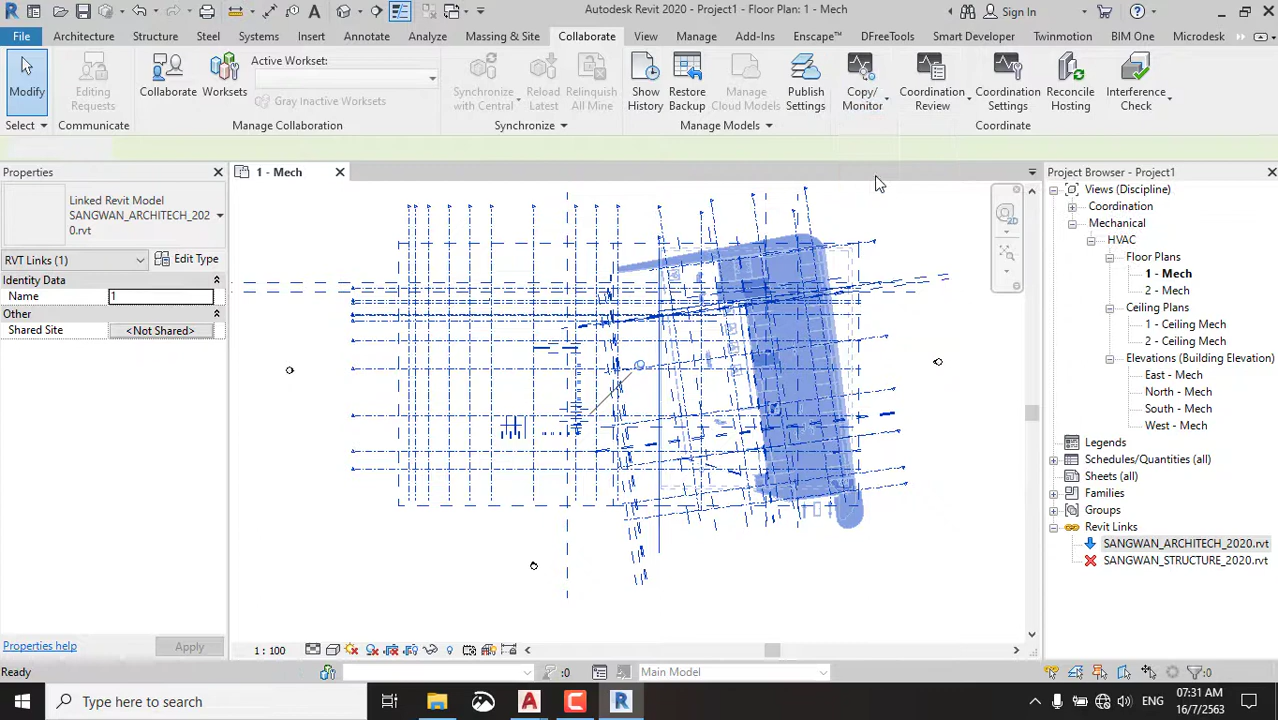 Autodesk Revit 2020 - Project1 - Floor Plan: 1 - Mech
Sign In
File Architecture Structure Steel Systems Insert Annotate Analyze Massing & Site Collaborate View Manage Add-Ins Enscape™ DFreeTools Smart Developer Twinmotion BIM One Microdesk
Modify
Editing Requests
Collaborate
Worksets
Active Workset:
Gray Inactive Worksets
Synchronize with Central
Reload Latest
Relinquish All Mine
Show History
Restore Backup
Manage Cloud Models
Publish Settings
Copy/ Monitor
Coordination Review
Coordination Settings
Reconcile Hosting
Interference Check
Select
Communicate
Manage Collaboration
Synchronize
Manage Models
Coordinate
Properties
Linked Revit Model
SANGWAN_ARCHITECH_202
0.rvt
RVT Links (1)
Edit Type
Identity Data
Name 1
Other
Shared Site <Not Shared>
Properties help
Apply
1 - Mech
2D
Project Browser - Project1
Views (Discipline)
Coordination
Mechanical
HVAC
Floor Plans
1 - Mech
2 - Mech
Ceiling Plans
1 - Ceiling Mech
2 - Ceiling Mech
Elevations (Building Elevation)
East - Mech
North - Mech
South - Mech
West - Mech
Legends
Schedules/Quantities (all)
Sheets (all)
Families
Groups
Revit Links
SANGWAN_ARCHITECH_2020.rvt
SANGWAN_STRUCTURE_2020.rvt
1 : 100
Ready
:0
Main Model
:0
Type here to search
ENG
07:31 AM
16/7/2563